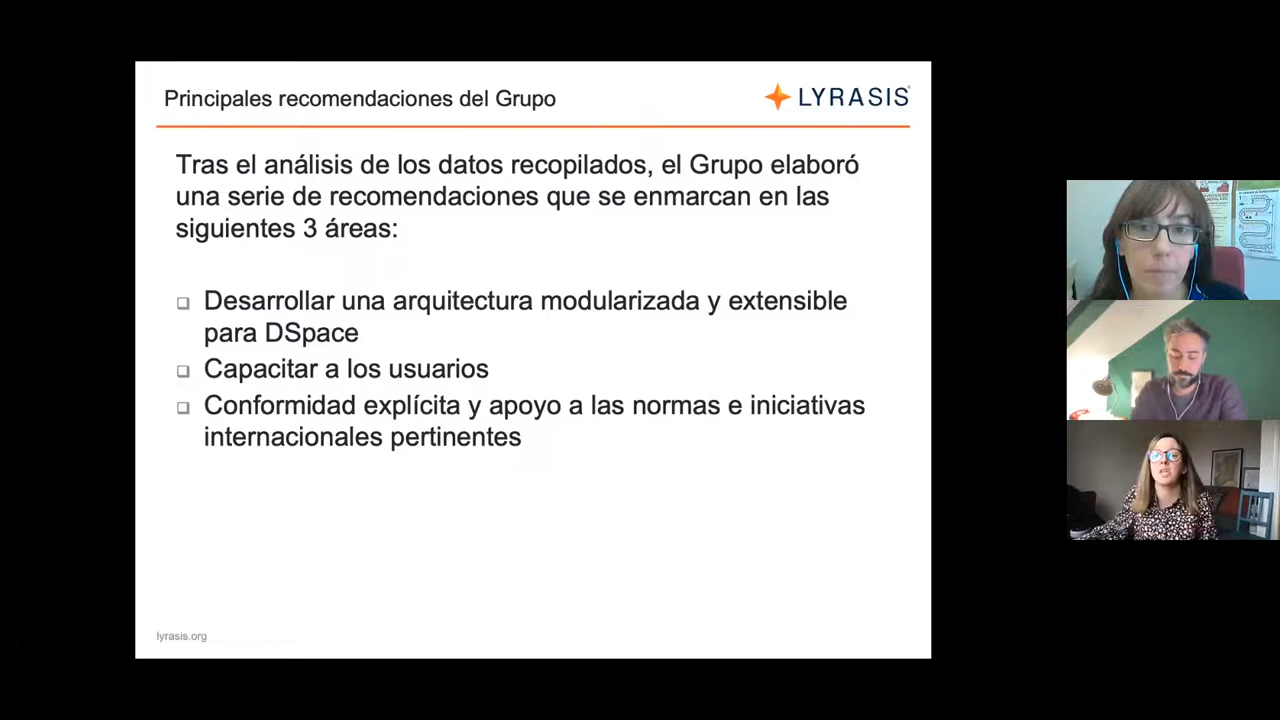 Principales recomendaciones del Grupo
LYRASIS
Tras el análisis de los datos recopilados, el Grupo elaboró
una serie de recomendaciones que se enmarcan en las
siguientes 3 áreas:
Desarrollar una arquitectura modularizada y extensible
para DSpace
Capacitar a los usuarios
Conformidad explícita y apoyo a las normas e iniciativas
internacionales pertinentes
lyrasis.org